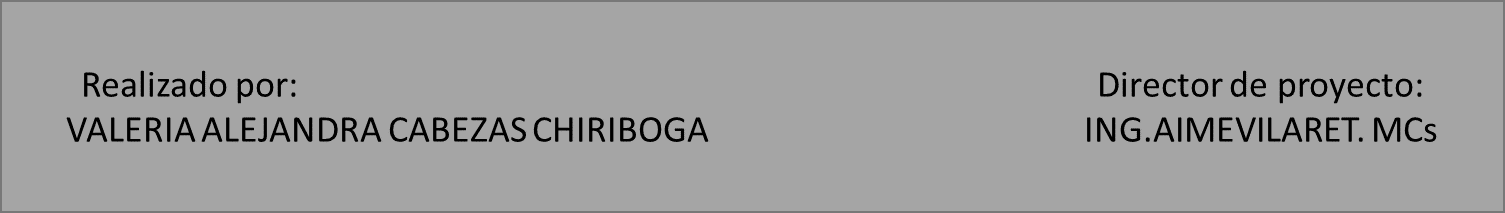 Realizado por:
VALERIA ALEJANDRA CABEZAS CHIRIBOGA
Director de proyecto:
ING.AIMEVILARET. MCs